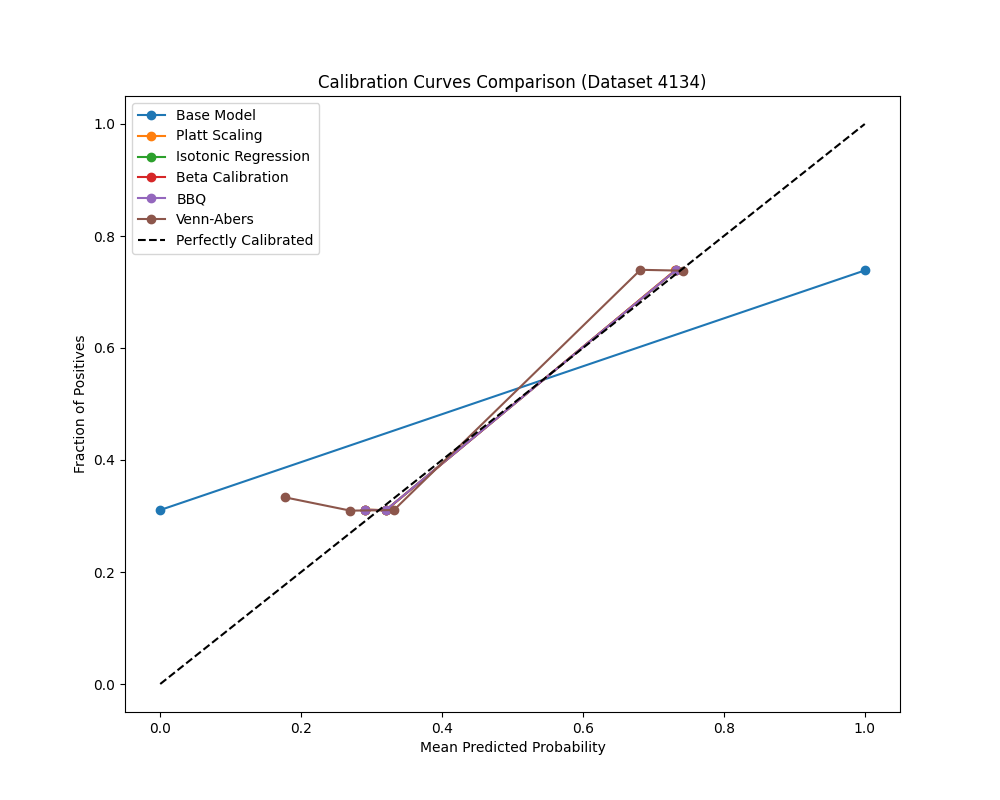 Calibration Curves Comparison (Dataset 4134)
Base Model
Platt Scaling
Isotonic Regression
Beta Calibration
BBQ
Venn-Abers
Perfectly Calibrated
1.0
0.8
0.6
0.4
0.2
0.0
Fraction of Positives
0.0 0.2 0.4 0.6 0.8 1.0
Mean Predicted Probability